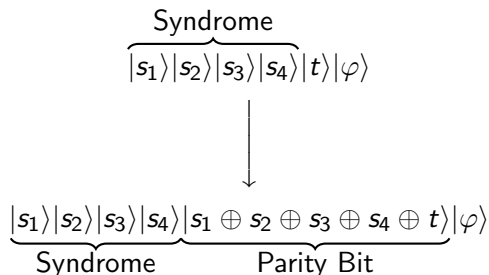 Syndrome
|s₁⟩|s₂⟩|s₃⟩|s₄⟩|t⟩|φ⟩
|s₁⟩|s₂⟩|s₃⟩|s₄⟩|s₁ ⊕ s₂ ⊕ s₃ ⊕ s₄ ⊕ t⟩|φ⟩
Syndrome Parity Bit